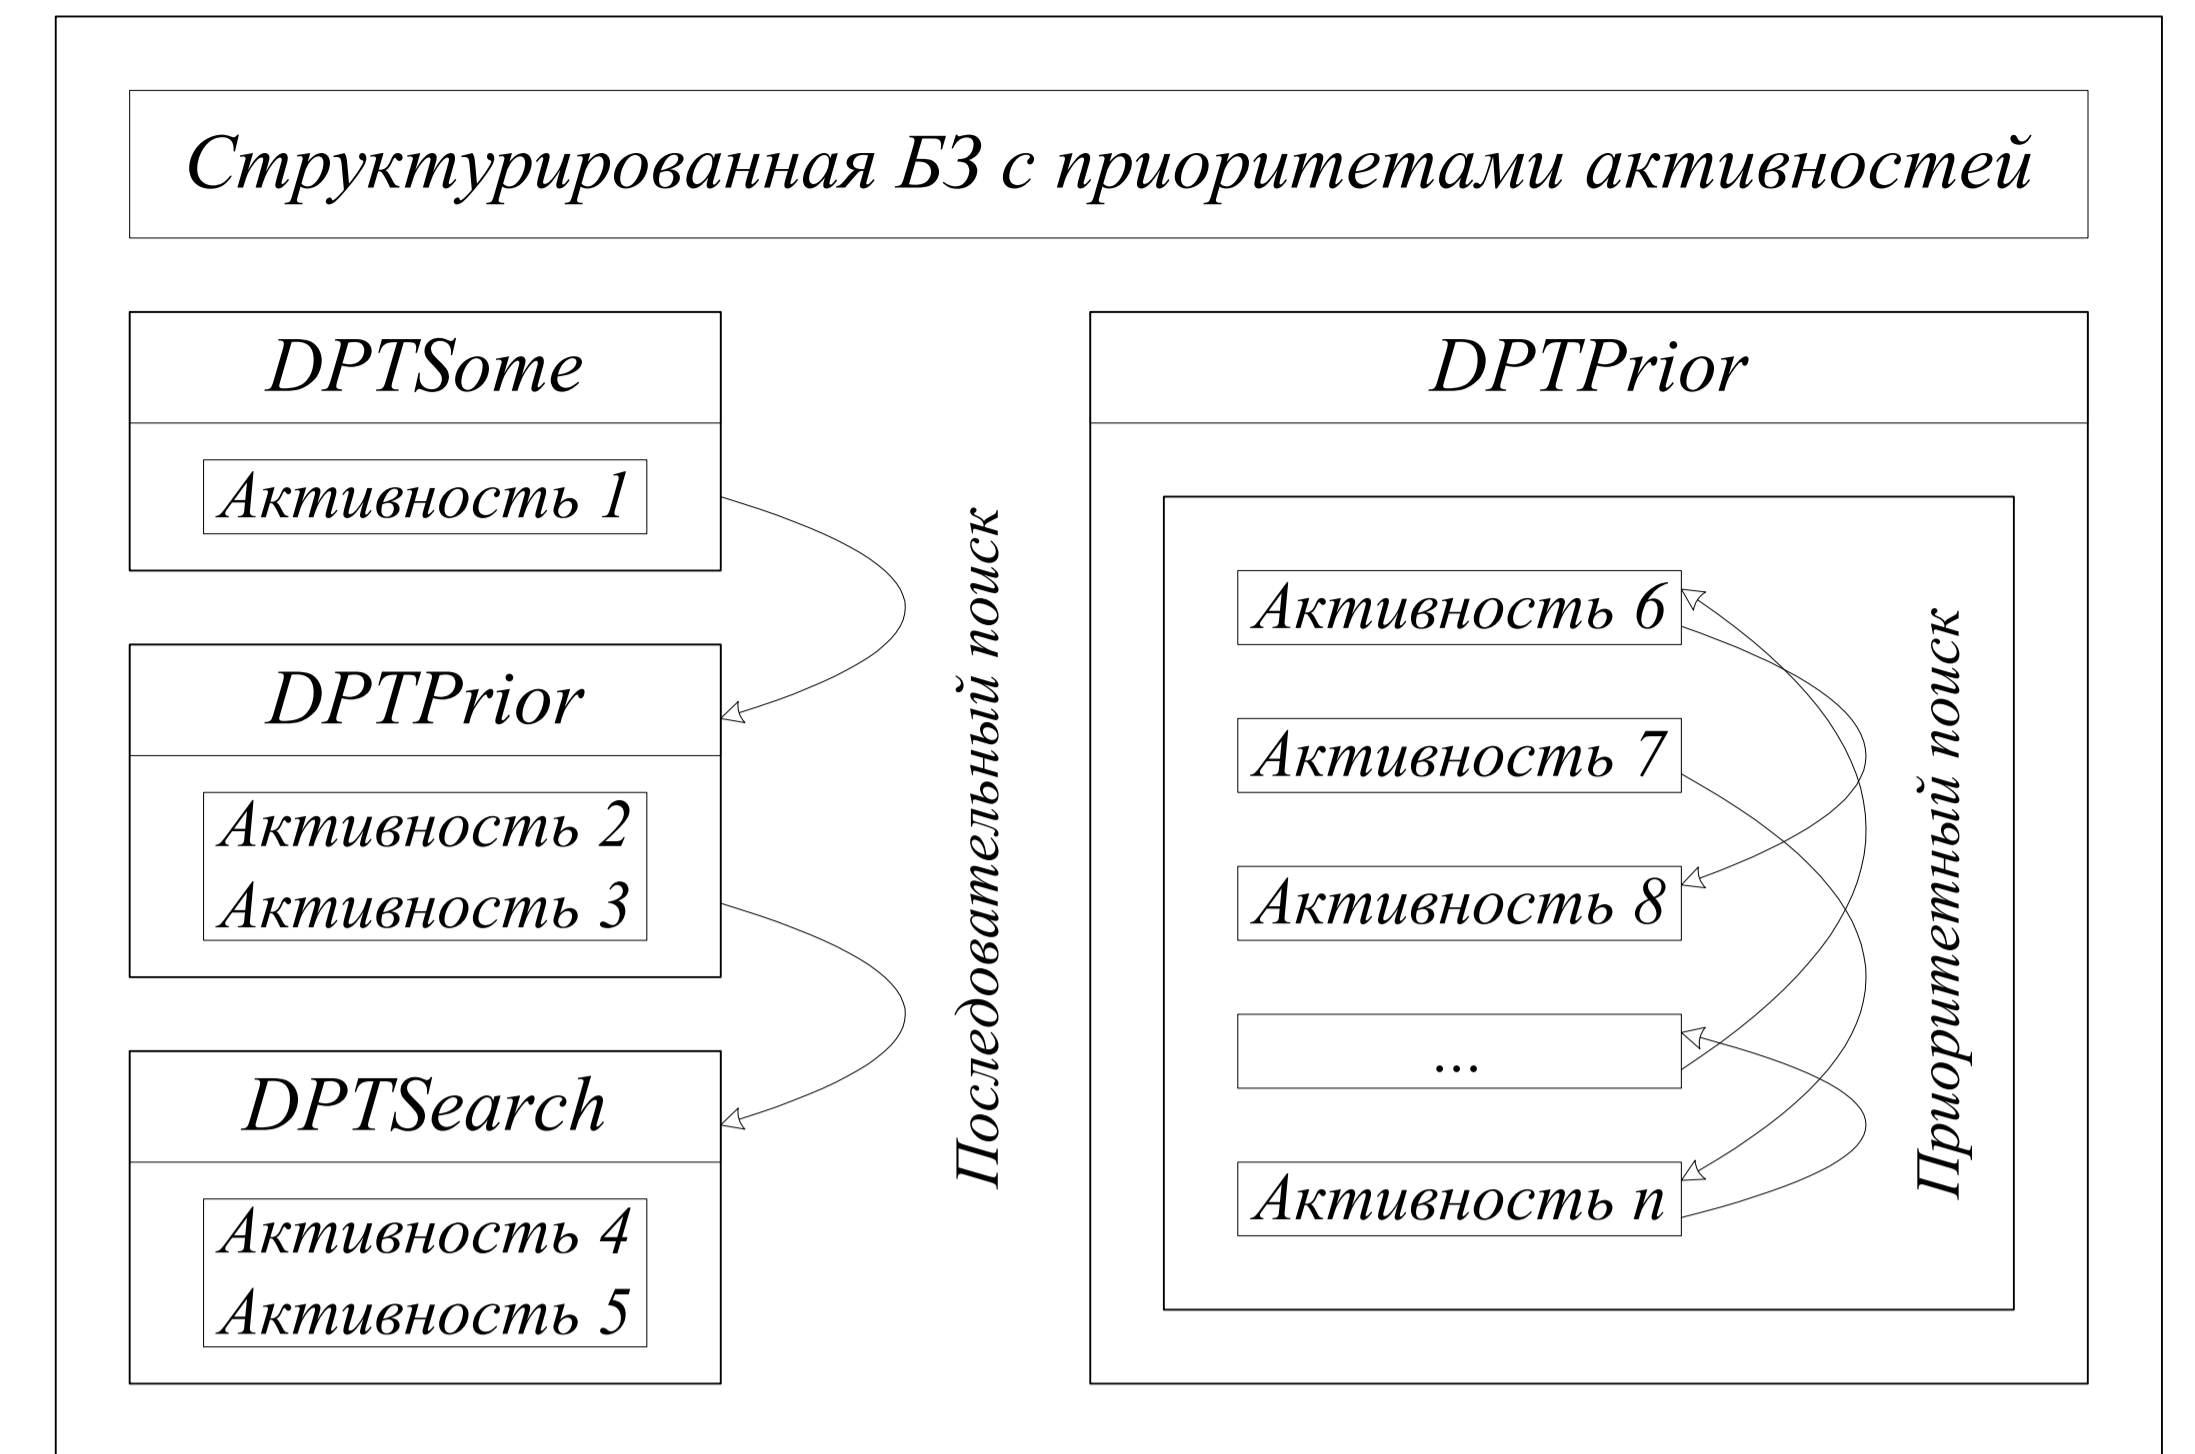 Структурированная БЗ с приоритетами активностей
DPTSome
Активность 1
DPTPrior
Активность 2
Активность 3
DPTSearch
Активность 4
Активность 5
Последовательный поиск
DPTPrior
Активность 6
Активность 7
Активность 8
...
Активность n
Приоритетный поиск